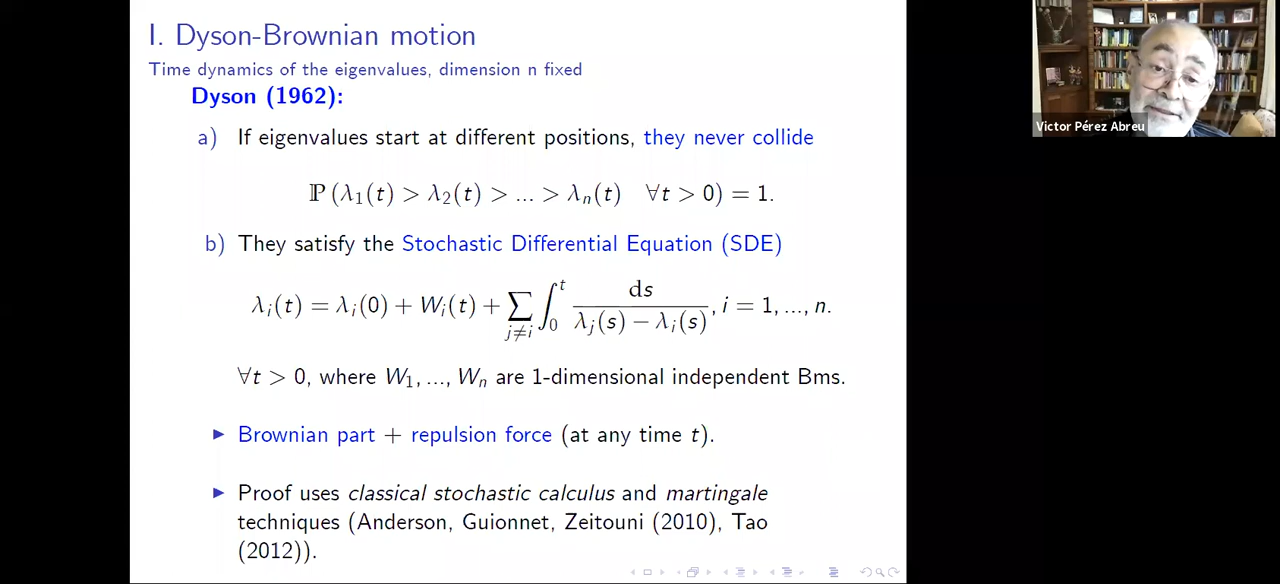 I. Dyson-Brownian motion
Time dynamics of the eigenvalues, dimension n fixed
Dyson (1962):
a) If eigenvalues start at different positions, they never collide
ℙ (λ₁(t) > λ₂(t) > ... > λₙ(t) ∀t > 0) = 1.
b) They satisfy the Stochastic Differential Equation (SDE)
λᵢ(t) = λᵢ(0) + Wᵢ(t) + ∑_{j≠i} ∫₀ᵗ ds / (λⱼ(s) − λᵢ(s)), i = 1, ..., n.
∀t > 0, where W₁, ..., Wₙ are 1-dimensional independent Bms.
▶ Brownian part + repulsion force (at any time t).
▶ Proof uses classical stochastic calculus and martingale
techniques (Anderson, Guionnet, Zeitouni (2010), Tao
(2012)).
Victor Pérez Abreu